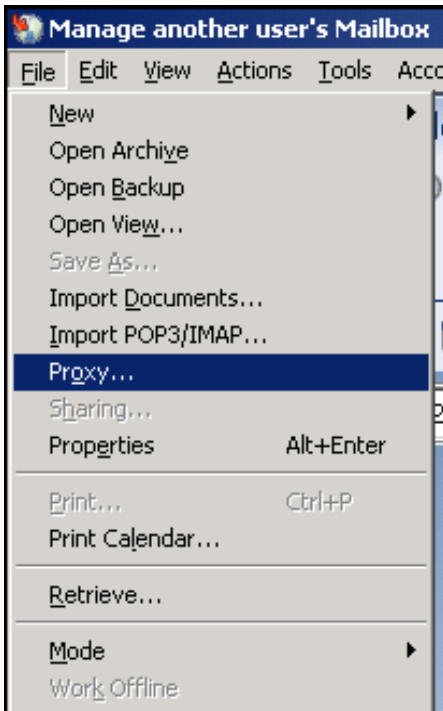 Manage another user's Mailbox
File Edit View Actions Tools Acco
New
Open Archive
Open Backup
Open View...
Save As...
Import Documents...
Import POP3/IMAP...
Proxy...
Sharing...
Properties Alt+Enter
Print... Ctrl+P
Print Calendar...
Retrieve...
Mode
Work Offline